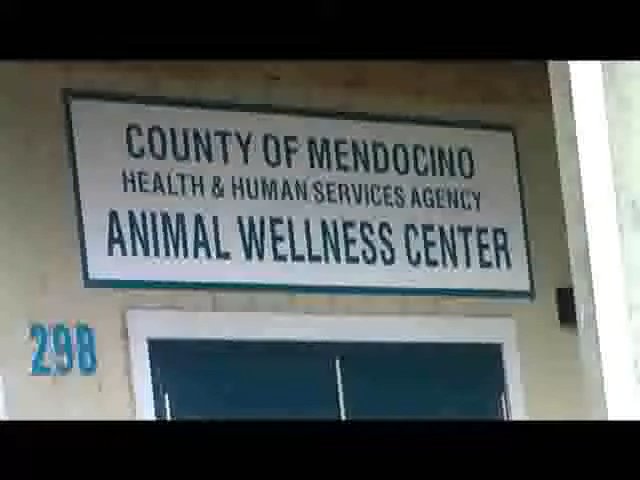 COUNTY OF MENDOCINO
HEALTH & HUMAN SERVICES AGENCY
ANIMAL WELLNESS CENTER
298